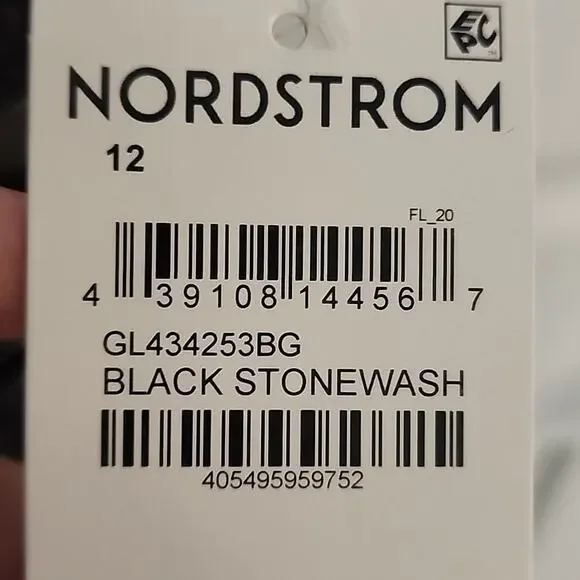 EPC
NORDSTROM
12
FL_20
4 39108 14456 7
GL434253BG
BLACK STONEWASH
405495959752